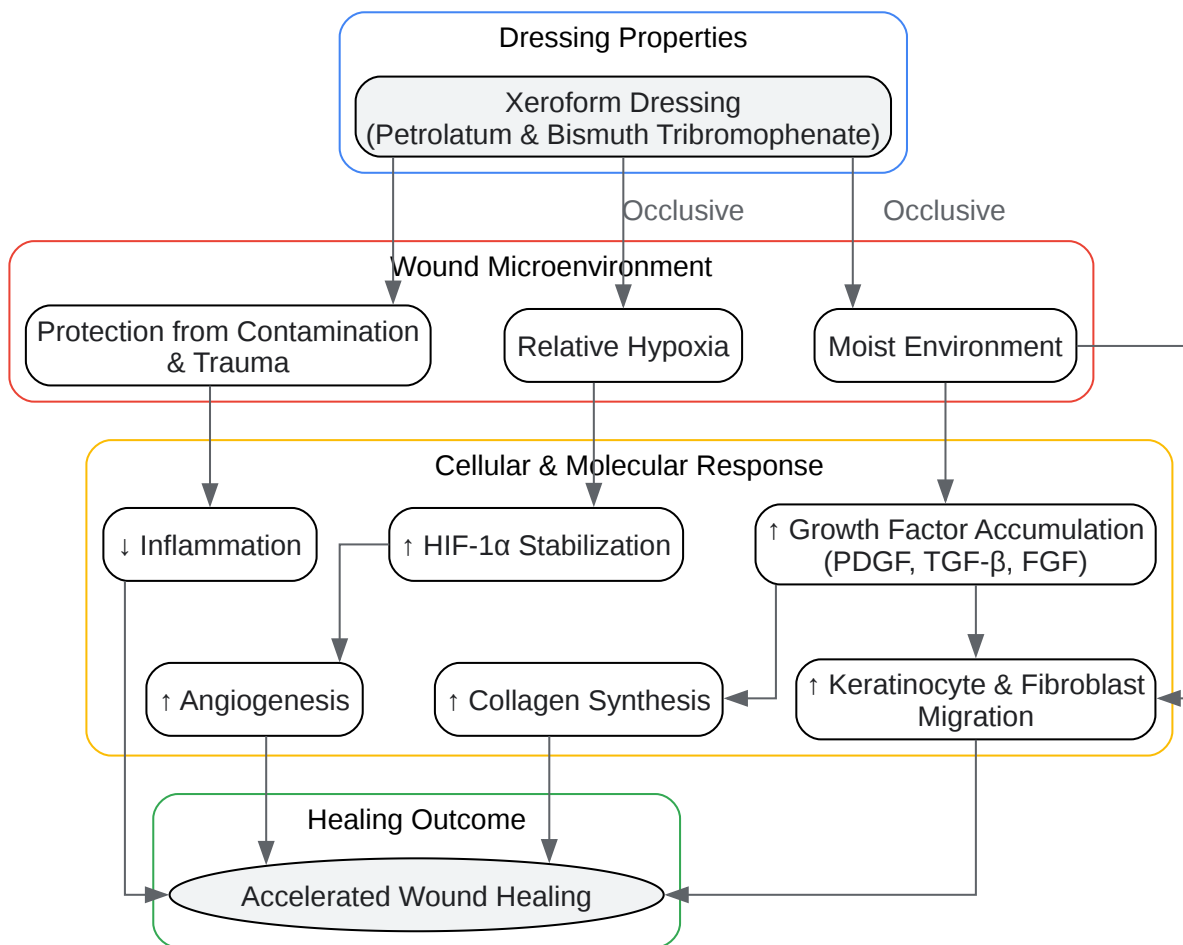 Dressing Properties
Xeroform Dressing
(Petrolatum & Bismuth Tribromophenate)
Occlusive
Occlusive
Wound Microenvironment
Protection from Contamination
& Trauma
Relative Hypoxia
Moist Environment
Cellular & Molecular Response
↓ Inflammation
↑ HIF-1α Stabilization
↑ Growth Factor Accumulation
(PDGF, TGF-β, FGF)
↑ Angiogenesis
↑ Collagen Synthesis
↑ Keratinocyte & Fibroblast
Migration
Healing Outcome
Accelerated Wound Healing